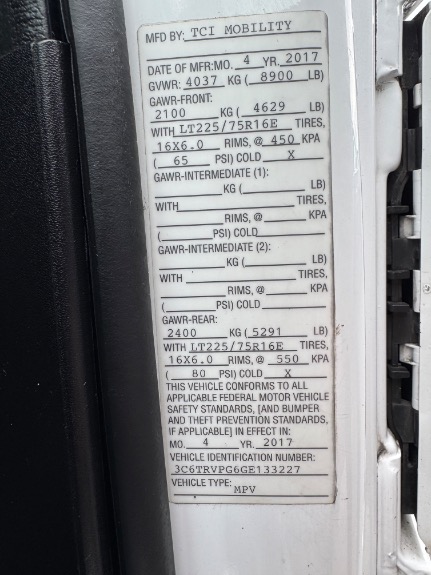 MFD BY: TCI MOBILITY
DATE OF MFR:MO. 4 YR. 2017
GVWR: 4037 KG (8900 LB)
GAWR-FRONT:
2100 KG ( 4629 LB)
WITH LT225/75R16E TIRES,
16X6.0 RIMS, @ 450 KPA
( 65 PSI) COLD X
GAWR-INTERMEDIATE (1):
KG ( LB)
WITH TIRES,
RIMS, @ KPA
( PSI) COLD
GAWR-INTERMEDIATE (2):
KG ( LB)
WITH TIRES,
RIMS, @ KPA
( PSI) COLD
GAWR-REAR:
2400 KG ( 5291 LB)
WITH LT225/75R16E TIRES,
16X6.0 RIMS, @ 550 KPA
( 80 PSI) COLD X
THIS VEHICLE CONFORMS TO ALL
APPLICABLE FEDERAL MOTOR VEHICLE
SAFETY STANDARDS, [AND BUMPER
AND THEFT PREVENTION STANDARDS,
IF APPLICABLE] IN EFFECT IN:
MO. 4 YR. 2017
VEHICLE IDENTIFICATION NUMBER:
3C6TRVPG6GE133227
VEHICLE TYPE: MPV